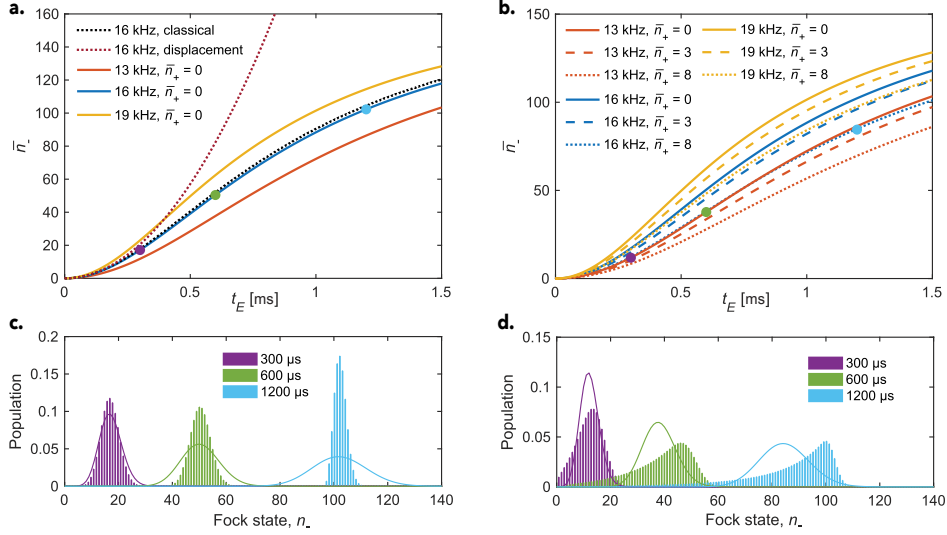 a.
160
140
120
100
80
60
40
20
0
n̄_-
16 kHz, classical
16 kHz, displacement
13 kHz, n̄₊ = 0
16 kHz, n̄₊ = 0
19 kHz, n̄₊ = 0
0 0.5 1 1.5
t_E [ms]
b.
150
100
50
0
n̄_-
13 kHz, n̄₊ = 0
13 kHz, n̄₊ = 3
13 kHz, n̄₊ = 8
16 kHz, n̄₊ = 0
16 kHz, n̄₊ = 3
16 kHz, n̄₊ = 8
19 kHz, n̄₊ = 0
19 kHz, n̄₊ = 3
19 kHz, n̄₊ = 8
0 0.5 1 1.5
t_E [ms]
c.
0.2
0.15
0.1
0.05
0
Population
300 µs
600 µs
1200 µs
0 20 40 60 80 100 120 140
Fock state, n_-
d.
0.15
0.1
0.05
0
Population
300 µs
600 µs
1200 µs
0 20 40 60 80 100 120 140
Fock state, n_-